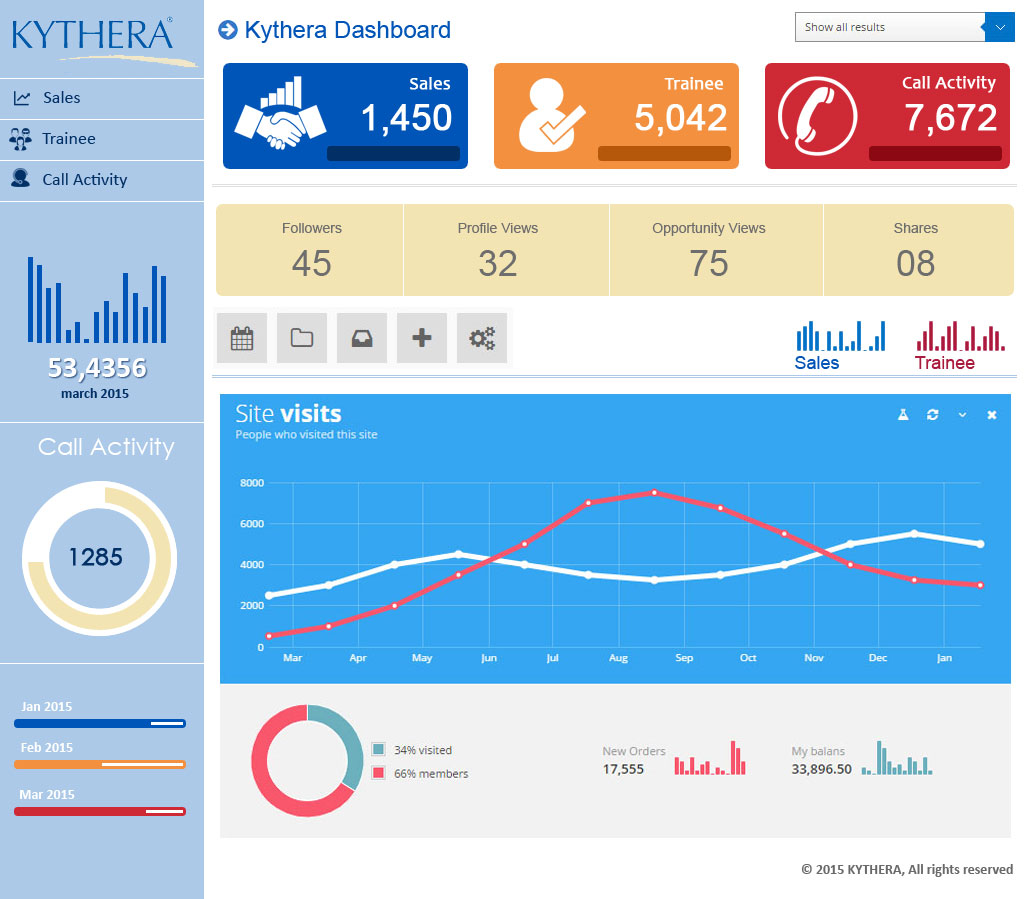 KYTHERA®
Sales
Trainee
Call Activity
53,4356
march 2015
Call Activity
1285
Jan 2015
Feb 2015
Mar 2015
Kythera Dashboard
Show all results
Sales
1,450
Trainee
5,042
Call Activity
7,672
Followers
45
Profile Views
32
Opportunity Views
75
Shares
08
Sales
Trainee
Site visits
People who visited this site
8000
6000
4000
2000
0
Mar Apr May Jun Jul Aug Sep Oct Nov Dec Jan
34% visited
66% members
New Orders
17,555
My balans
33,896.50
© 2015 KYTHERA, All rights reserved